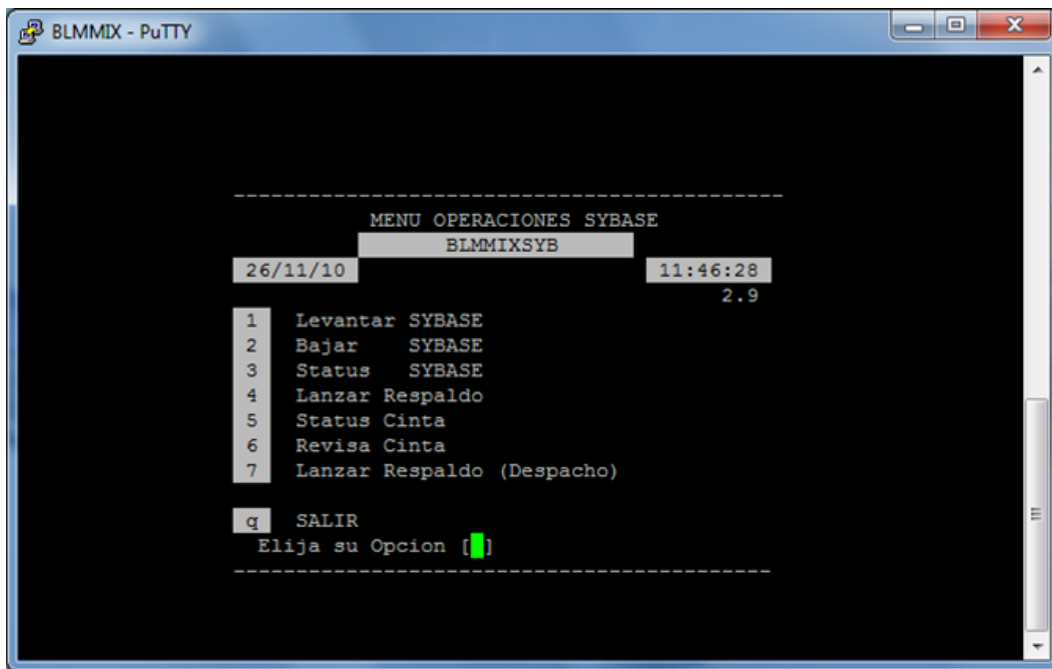 BLMMIX - PuTTY
--------------------------------------------
MENU OPERACIONES SYBASE
BLMMIXSYB
26/11/10 11:46:28
2.9
1 Levantar SYBASE
2 Bajar SYBASE
3 Status SYBASE
4 Lanzar Respaldo
5 Status Cinta
6 Revisa Cinta
7 Lanzar Respaldo (Despacho)
q SALIR
Elija su Opcion [ ]
-------------------------------------------